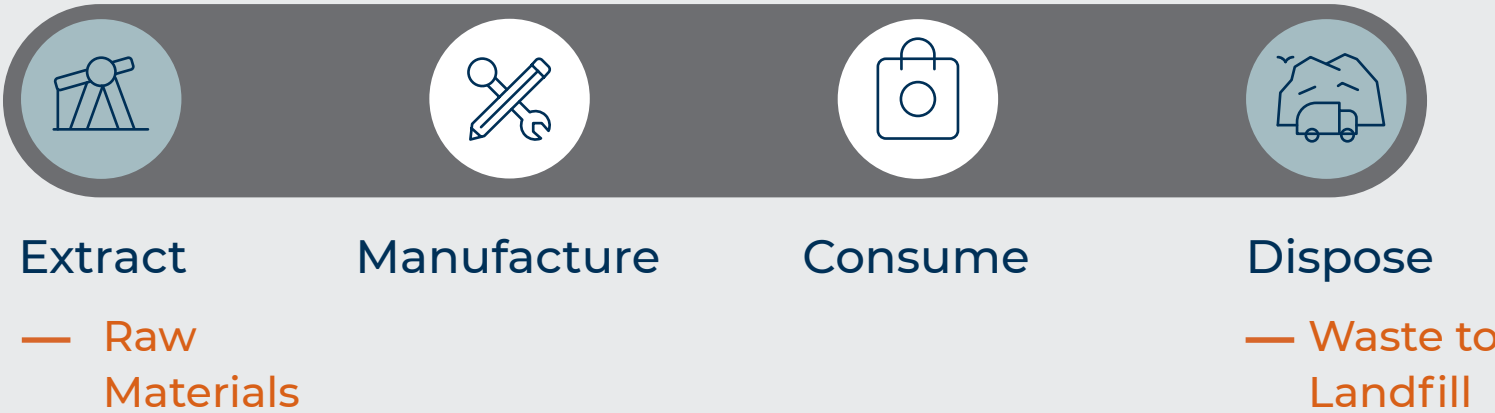 Extract
Manufacture
Consume
Dispose
— Raw
Materials
— Waste to
Landfill